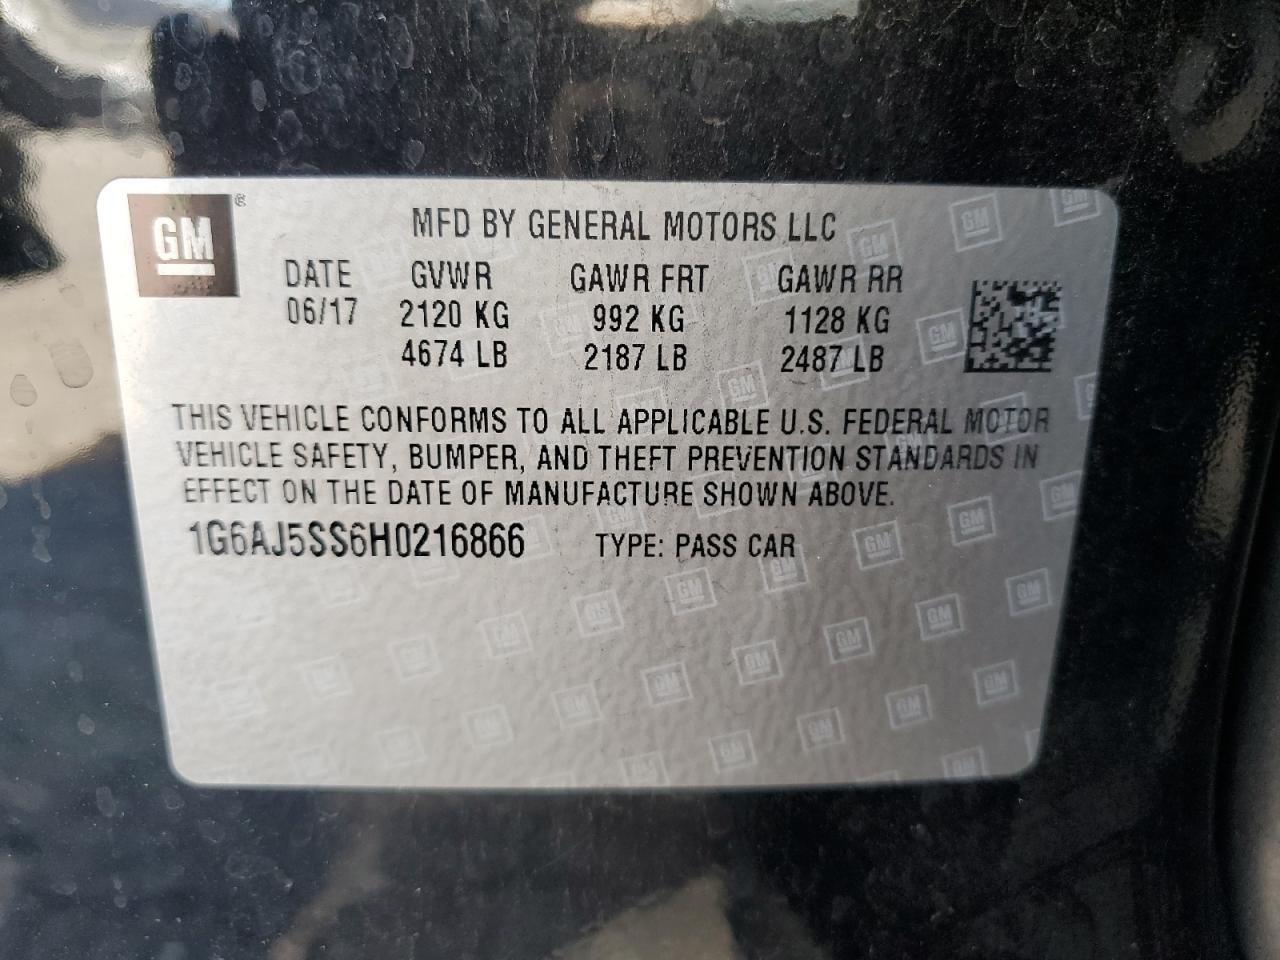 GM ®
MFD BY GENERAL MOTORS LLC
DATE GVWR GAWR FRT GAWR RR
06/17 2120 KG 992 KG 1128 KG
4674 LB 2187 LB 2487 LB
THIS VEHICLE CONFORMS TO ALL APPLICABLE U.S. FEDERAL MOTOR
VEHICLE SAFETY, BUMPER, AND THEFT PREVENTION STANDARDS IN
EFFECT ON THE DATE OF MANUFACTURE SHOWN ABOVE.
1G6AJ5SS6H0216866 TYPE: PASS CAR